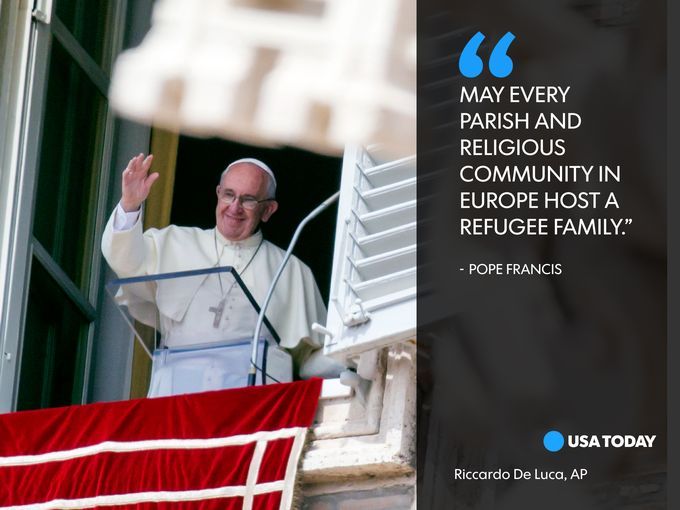 “
MAY EVERY
PARISH AND
RELIGIOUS
COMMUNITY IN
EUROPE HOST A
REFUGEE FAMILY.”
- POPE FRANCIS
USA TODAY
Riccardo De Luca, AP